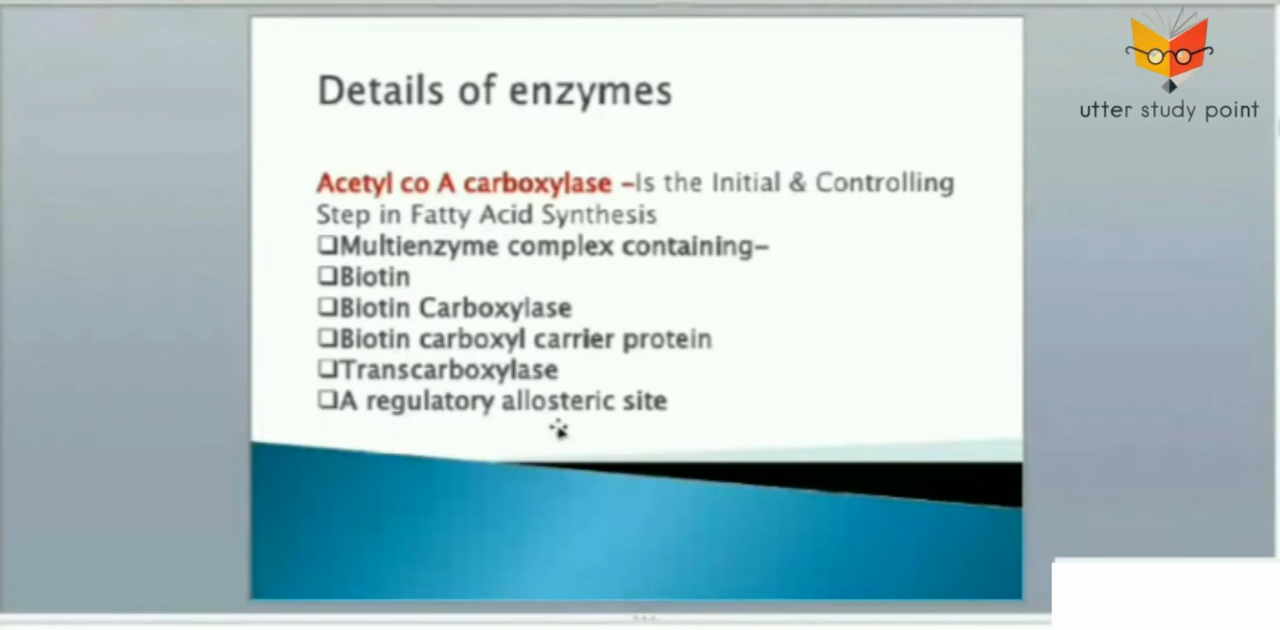 Details of enzymes
utter study point
Acetyl co A carboxylase –Is the Initial & Controlling
Step in Fatty Acid Synthesis
❑Multienzyme complex containing–
❑Biotin
❑Biotin Carboxylase
❑Biotin carboxyl carrier protein
❑Transcarboxylase
❑A regulatory allosteric site